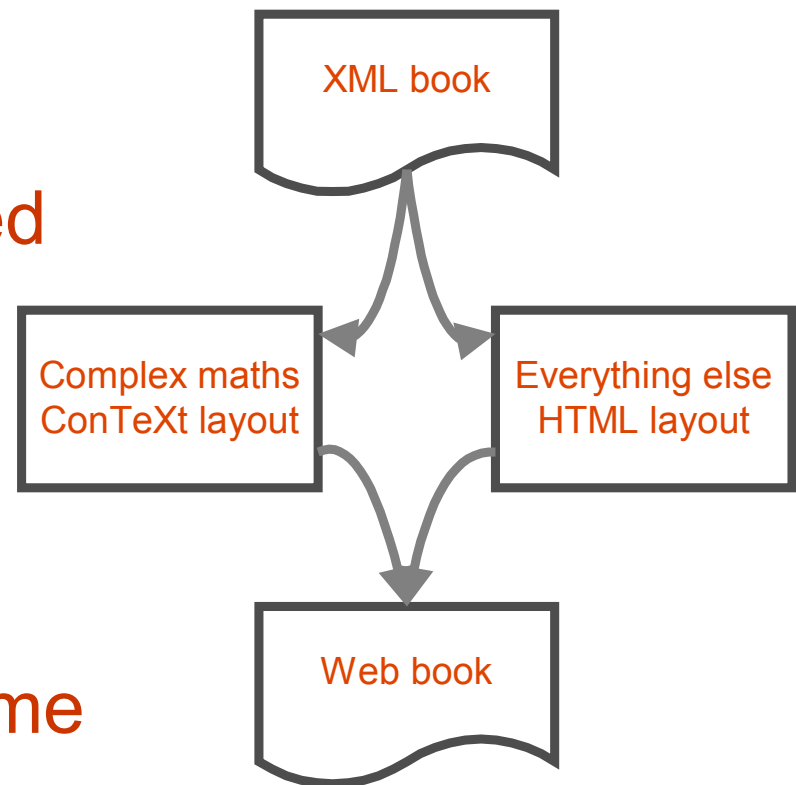 XML book
ed
Complex maths
ConTeXt layout
Everything else
HTML layout
Web book
me